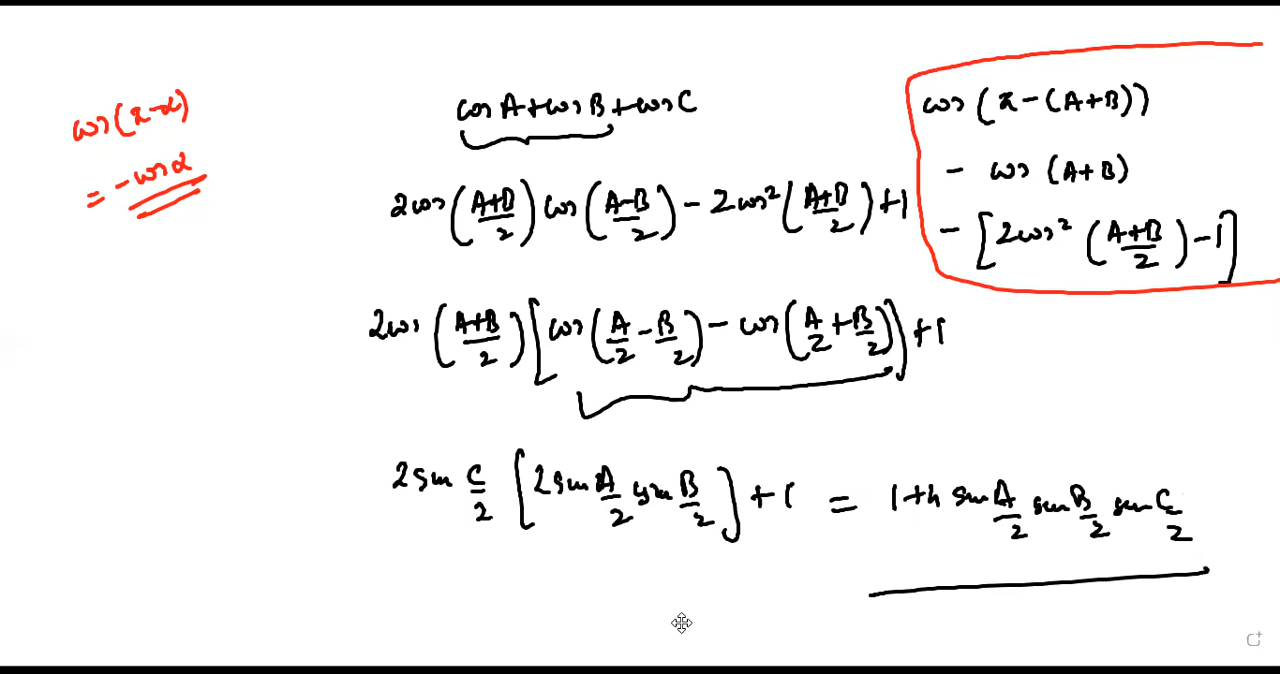 cos(π-α)
= -cosα
cosA+cosB+cosC
2cos(A+B/2) cos(A-B/2) - 2cos²(A+B/2) +1
2cos(A+B/2)[cos(A/2 - B/2) - cos(A/2 + B/2)] +1
2sin C/2 [2sin A/2 sin B/2] +1 = 1+4 sin A/2 sin B/2 sin C/2
cos(π-(A+B))
- cos(A+B)
- [2cos²(A+B/2) -1]